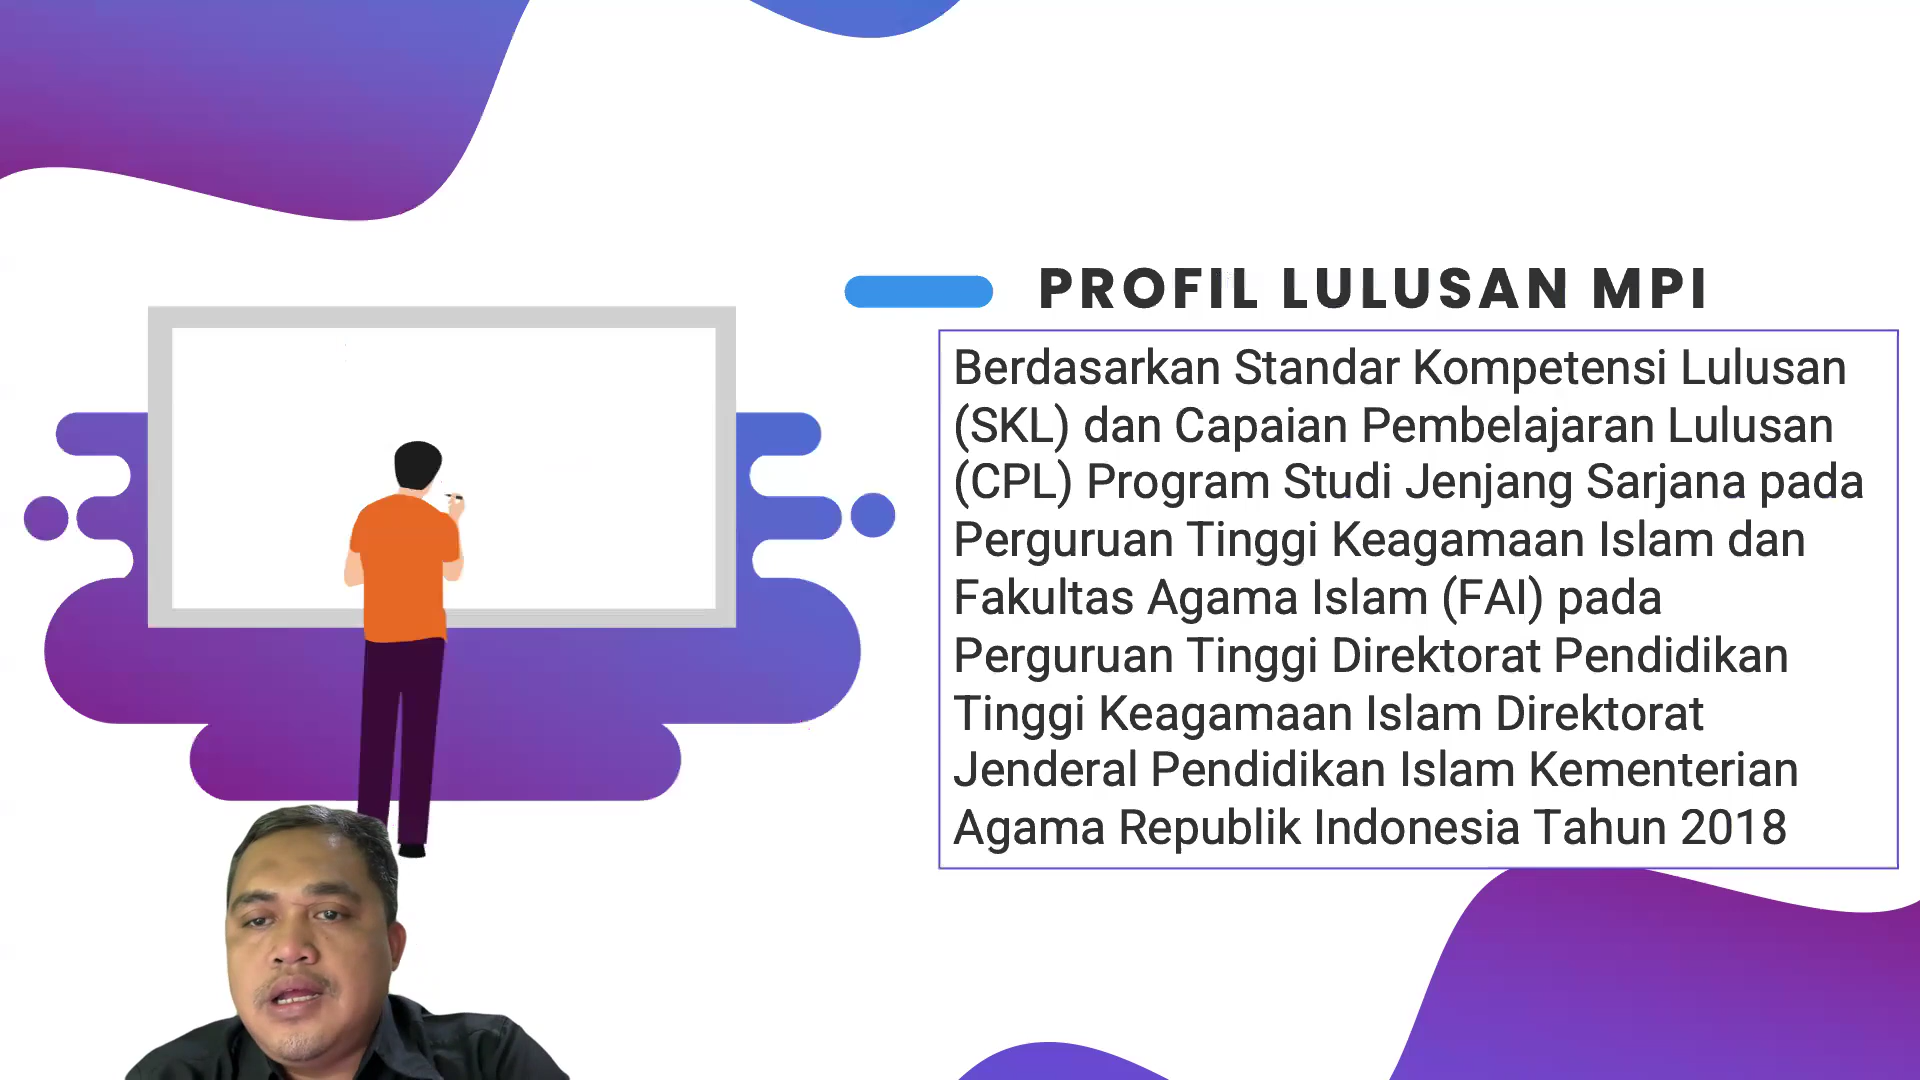 PROFIL LULUSAN MPI
Berdasarkan Standar Kompetensi Lulusan
(SKL) dan Capaian Pembelajaran Lulusan
(CPL) Program Studi Jenjang Sarjana pada
Perguruan Tinggi Keagamaan Islam dan
Fakultas Agama Islam (FAI) pada
Perguruan Tinggi Direktorat Pendidikan
Tinggi Keagamaan Islam Direktorat
Jenderal Pendidikan Islam Kementerian
Agama Republik Indonesia Tahun 2018